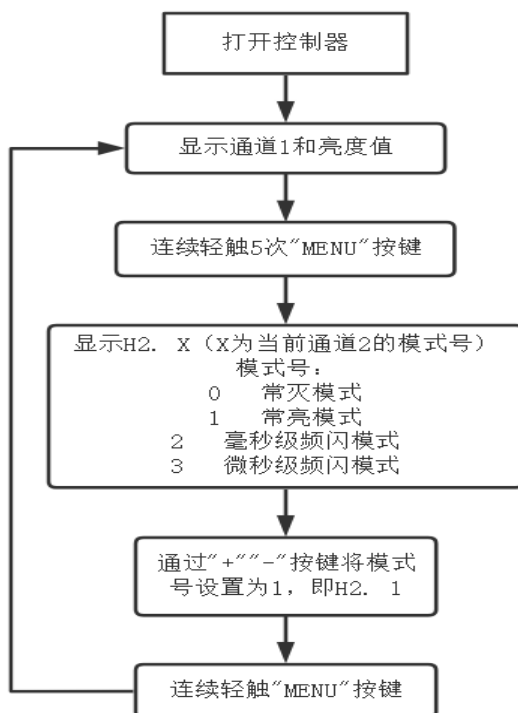 打开控制器
显示通道1和亮度值
连续轻触5次"MENU"按键
显示H2. X（X为当前通道2的模式号）
模式号：
0 常灭模式
1 常亮模式
2 毫秒级频闪模式
3 微秒级频闪模式
通过"+""-"按键将模式
号设置为1，即H2. 1
连续轻触"MENU"按键